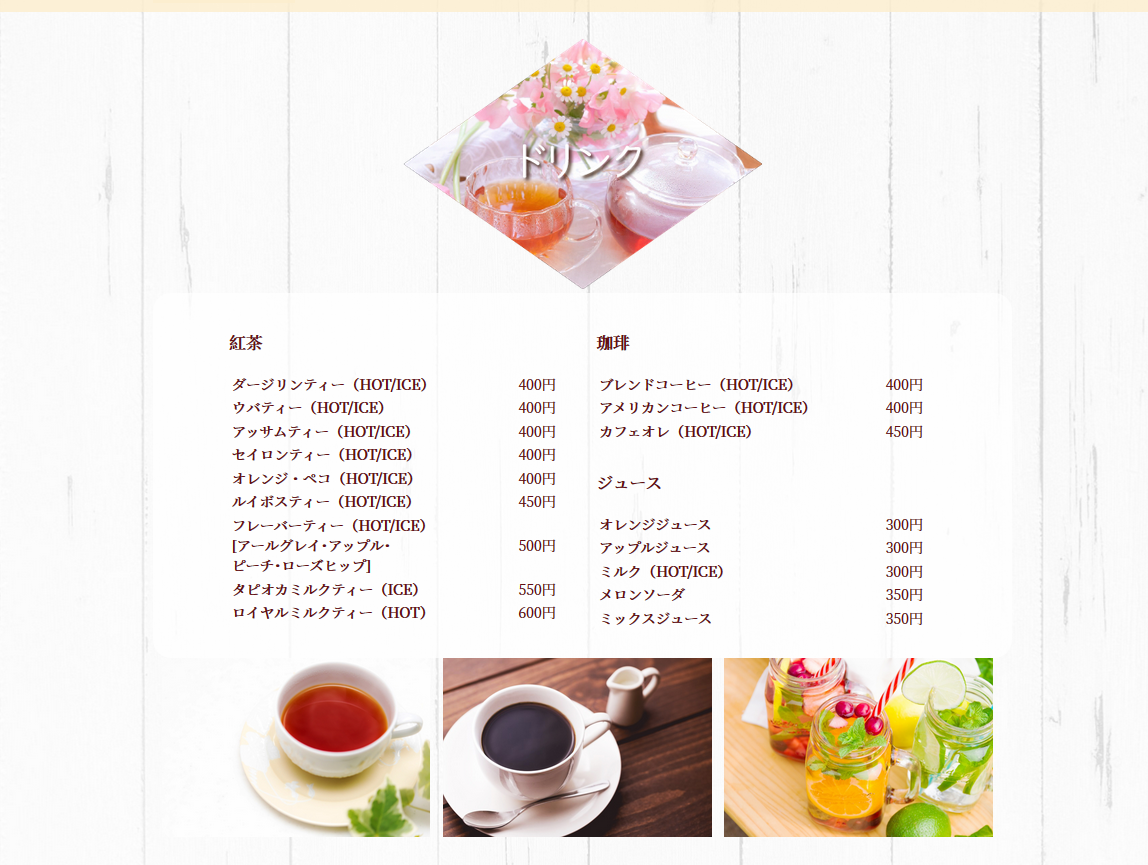 ドリンク
紅茶
ダージリンティー（HOT/ICE） 400円
ウバティー（HOT/ICE） 400円
アッサムティー（HOT/ICE） 400円
セイロンティー（HOT/ICE） 400円
オレンジ・ペコ（HOT/ICE） 400円
ルイボスティー（HOT/ICE） 450円
フレーバーティー（HOT/ICE）
[アールグレイ･アップル･ 500円
ピーチ･ローズヒップ]
タピオカミルクティー（ICE） 550円
ロイヤルミルクティー（HOT） 600円
珈琲
ブレンドコーヒー（HOT/ICE） 400円
アメリカンコーヒー（HOT/ICE） 400円
カフェオレ（HOT/ICE） 450円
ジュース
オレンジジュース 300円
アップルジュース 300円
ミルク（HOT/ICE） 300円
メロンソーダ 350円
ミックスジュース 350円